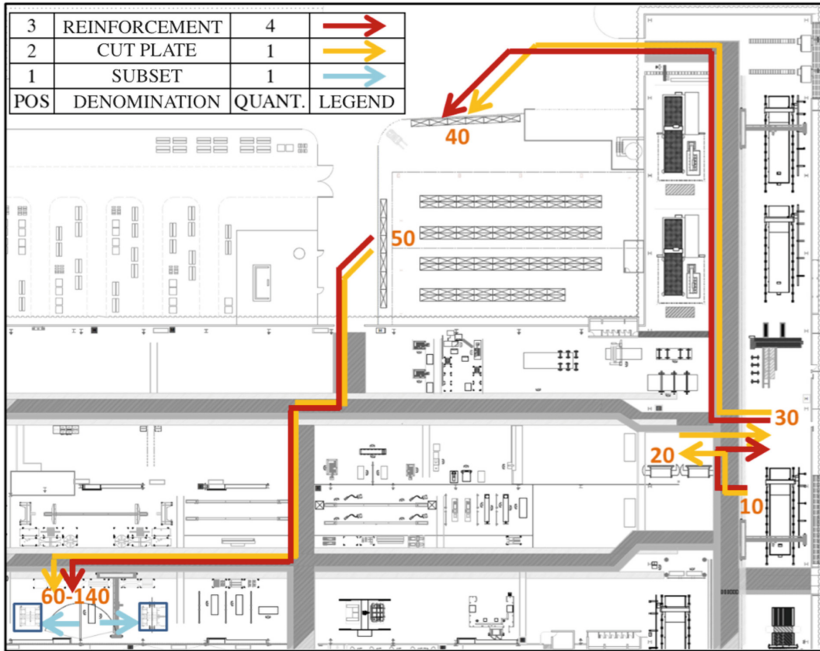 3 REINFORCEMENT 4
2 CUT PLATE 1
1 SUBSET 1
POS DENOMINATION QUANT. LEGEND
40
50
30
20
10
60-140